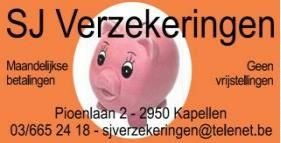 SJ Verzekeringen
Maandelijkse betalingen
Geen vrijstellingen
Pioenlaan 2 - 2950 Kapellen
03/665 24 18 - sjverzekeringen@telenet.be